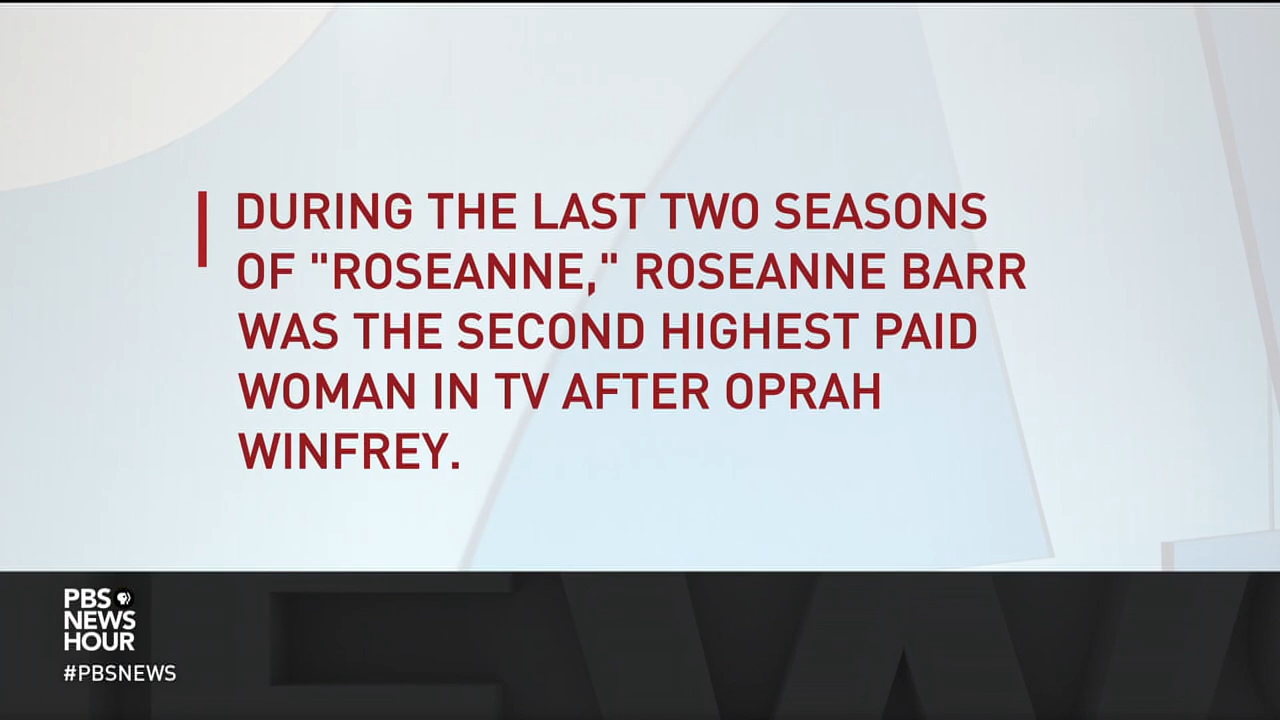 DURING THE LAST TWO SEASONS
OF "ROSEANNE," ROSEANNE BARR
WAS THE SECOND HIGHEST PAID
WOMAN IN TV AFTER OPRAH
WINFREY.
PBS
NEWS
HOUR
#PBSNEWS